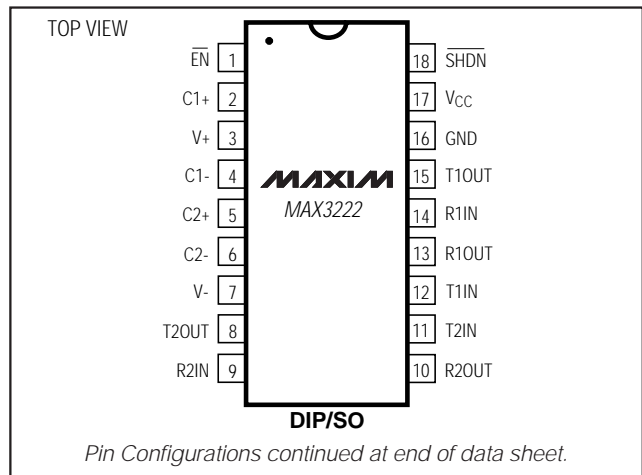 TOP VIEW
EN 1
C1+ 2
V+ 3
C1- 4
C2+ 5
C2- 6
V- 7
T2OUT 8
R2IN 9
MAXIM
MAX3222
18 SHDN
17 VCC
16 GND
15 T1OUT
14 R1IN
13 R1OUT
12 T1IN
11 T2IN
10 R2OUT
DIP/SO
Pin Configurations continued at end of data sheet.